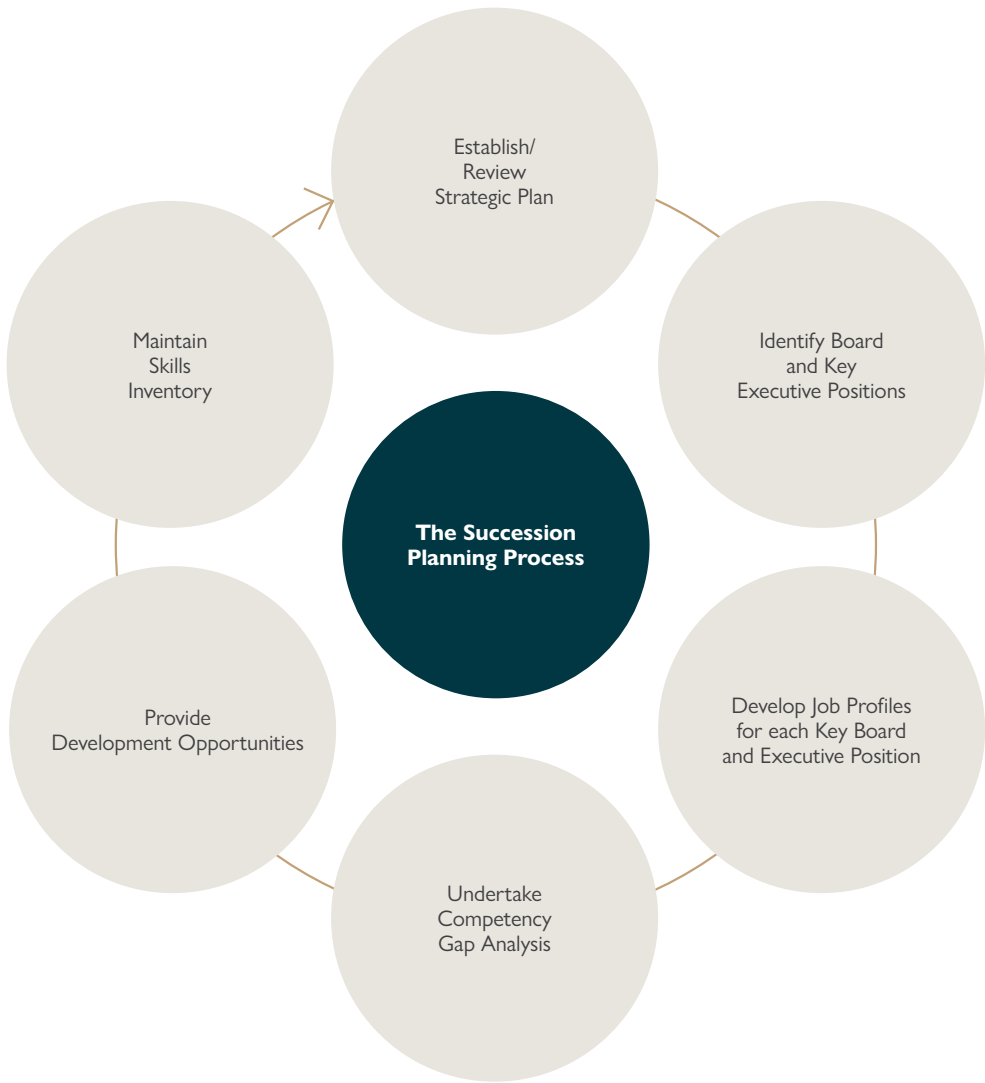 Establish/
Review
Strategic Plan
Identify Board
and Key
Executive Positions
Develop Job Profiles
for each Key Board
and Executive Position
Undertake
Competency
Gap Analysis
Provide
Development Opportunities
Maintain
Skills
Inventory
The Succession
Planning Process